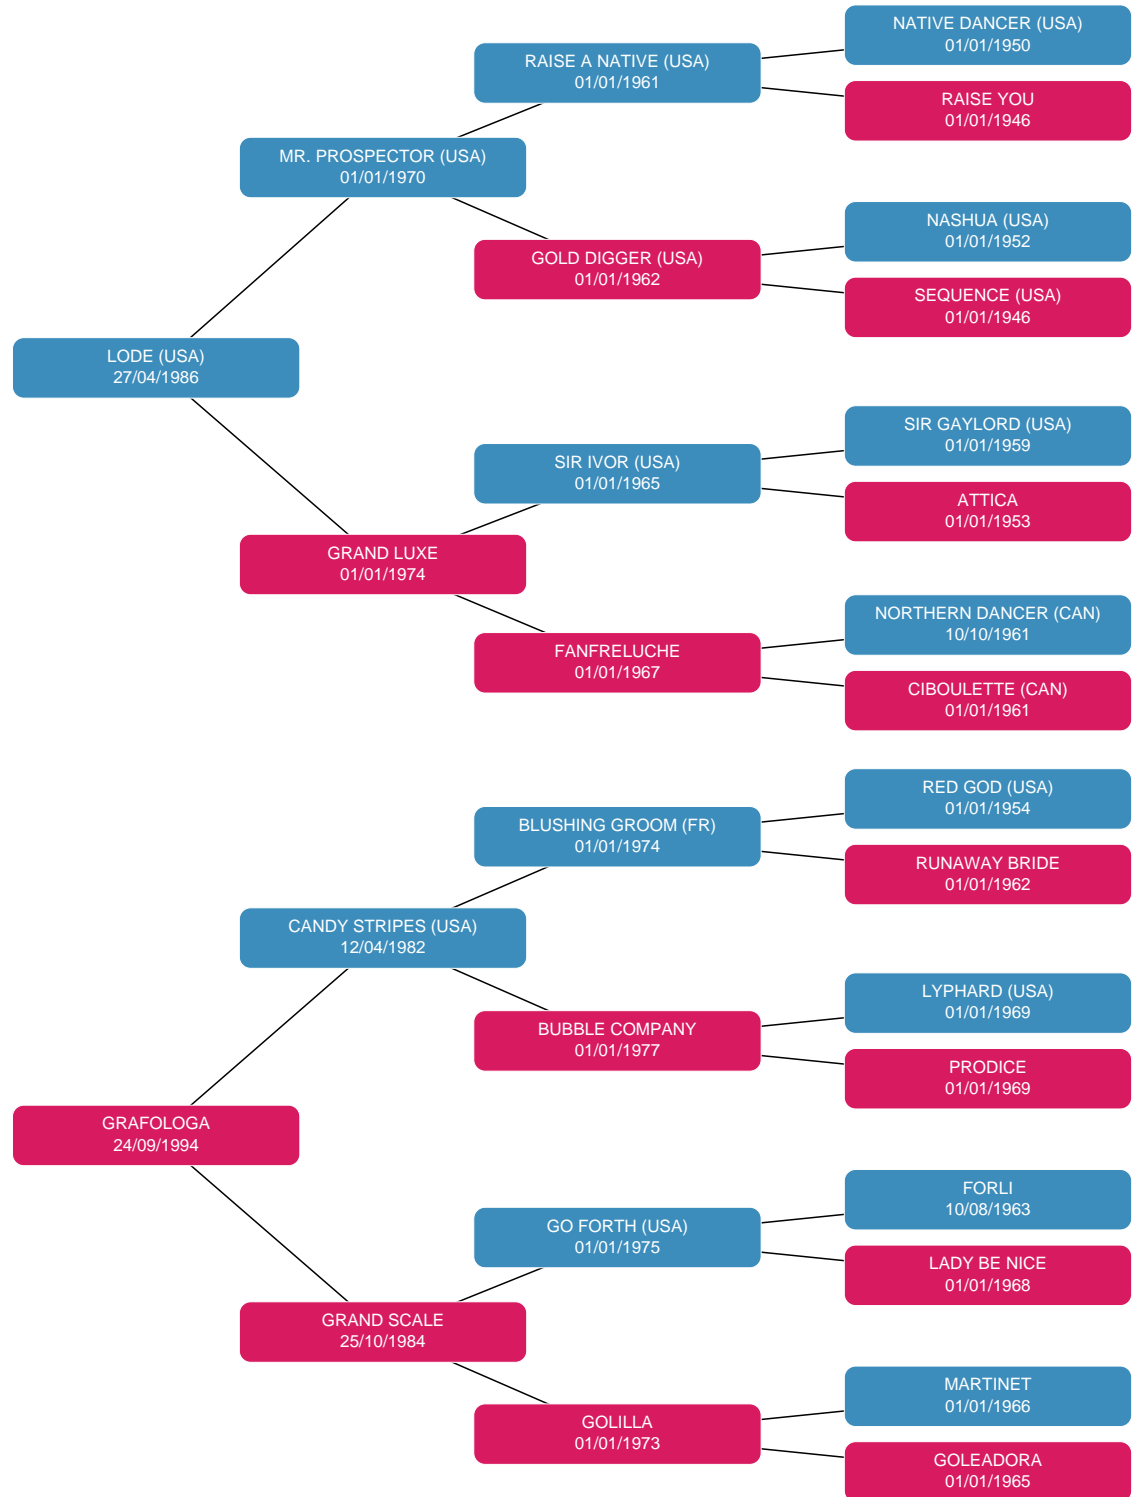 NATIVE DANCER (USA)
01/01/1950
RAISE A NATIVE (USA)
01/01/1961
RAISE YOU
01/01/1946
MR. PROSPECTOR (USA)
01/01/1970
NASHUA (USA)
01/01/1952
GOLD DIGGER (USA)
01/01/1962
SEQUENCE (USA)
01/01/1946
LODE (USA)
27/04/1986
SIR GAYLORD (USA)
01/01/1959
SIR IVOR (USA)
01/01/1965
ATTICA
01/01/1953
GRAND LUXE
01/01/1974
NORTHERN DANCER (CAN)
10/10/1961
FANFRELUCHE
01/01/1967
CIBOULETTE (CAN)
01/01/1961
RED GOD (USA)
01/01/1954
BLUSHING GROOM (FR)
01/01/1974
RUNAWAY BRIDE
01/01/1962
CANDY STRIPES (USA)
12/04/1982
LYPHARD (USA)
01/01/1969
BUBBLE COMPANY
01/01/1977
PRODICE
01/01/1969
GRAFOLOGA
24/09/1994
FORLI
10/08/1963
GO FORTH (USA)
01/01/1975
LADY BE NICE
01/01/1968
GRAND SCALE
25/10/1984
MARTINET
01/01/1966
GOLILLA
01/01/1973
GOLEADORA
01/01/1965